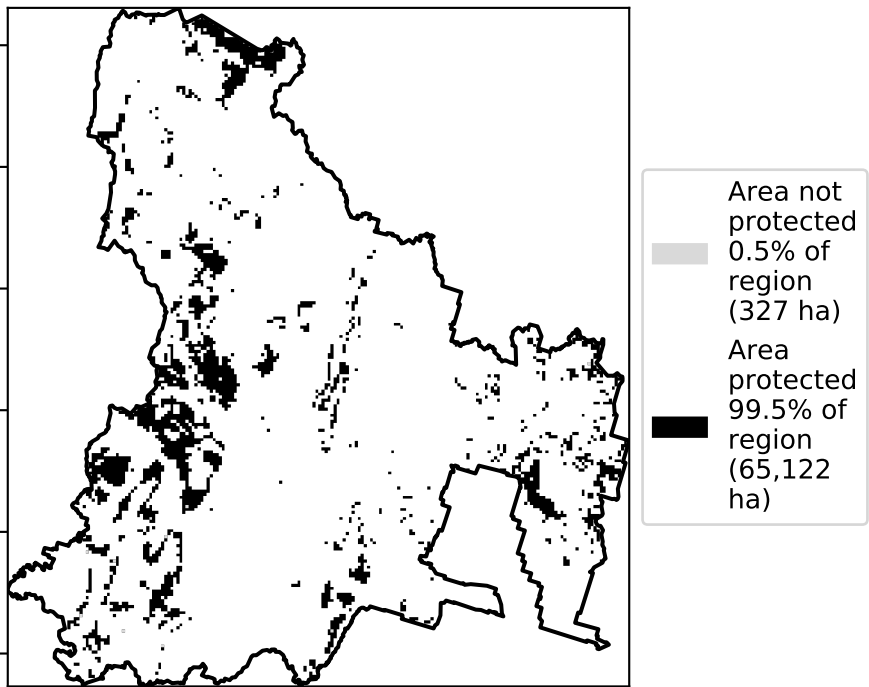 Area not
protected
0.5% of
region
(327 ha)
Area
protected
99.5% of
region
(65,122
ha)